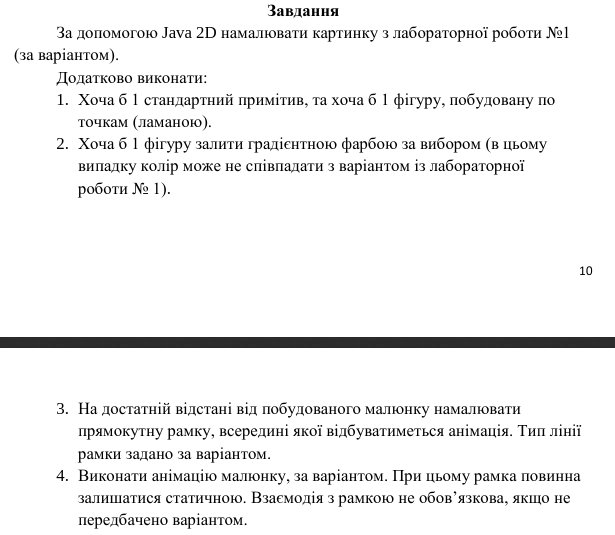 Завдання
За допомогою Java 2D намалювати картинку з лабораторної роботи №1
(за варіантом).
Додатково виконати:
1. Хоча б 1 стандартний примітив, та хоча б 1 фігуру, побудовану по
точкам (ламаною).
2. Хоча б 1 фігуру залити градієнтною фарбою за вибором (в цьому
випадку колір може не співпадати з варіантом із лабораторної
роботи № 1).
10
3. На достатній відстані від побудованого малюнку намалювати
прямокутну рамку, всередині якої відбуватиметься анімація. Тип лінії
рамки задано за варіантом.
4. Виконати анімацію малюнку, за варіантом. При цьому рамка повинна
залишатися статичною. Взаємодія з рамкою не обов’язкова, якщо не
передбачено варіантом.